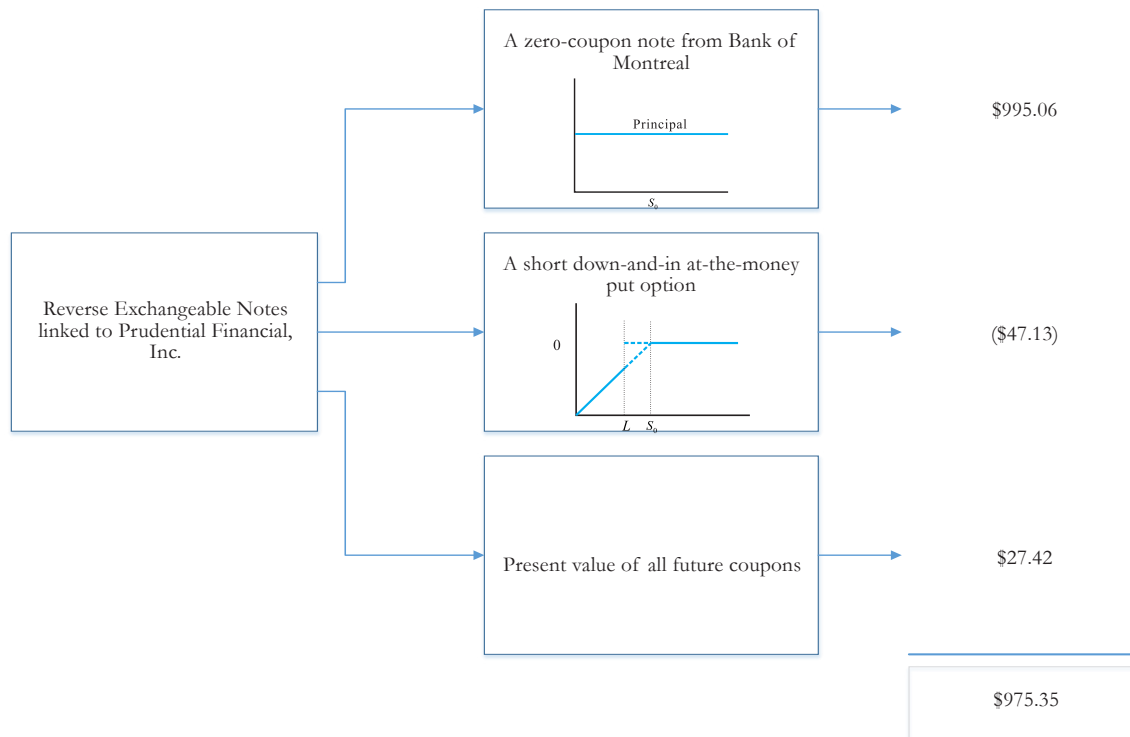 A zero-coupon note from Bank of
Montreal
Principal
S₀
$995.06
Reverse Exchangeable Notes
linked to Prudential Financial,
Inc.
A short down-and-in at-the-money
put option
0
L S₀
($47.13)
Present value of all future coupons
$27.42
$975.35